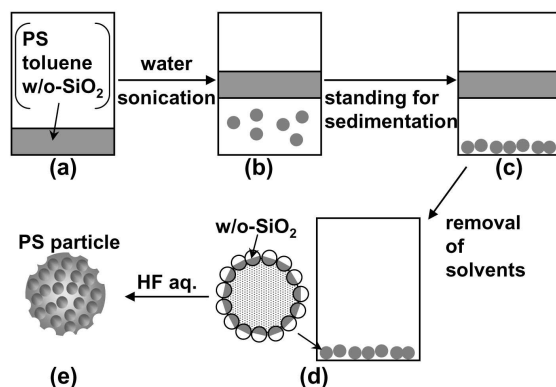 PS
toluene
w/o-SiO₂
(a)
water
sonication
(b)
standing for
sedimentation
(c)
removal
of
solvents
w/o-SiO₂
(d)
HF aq.
PS particle
(e)